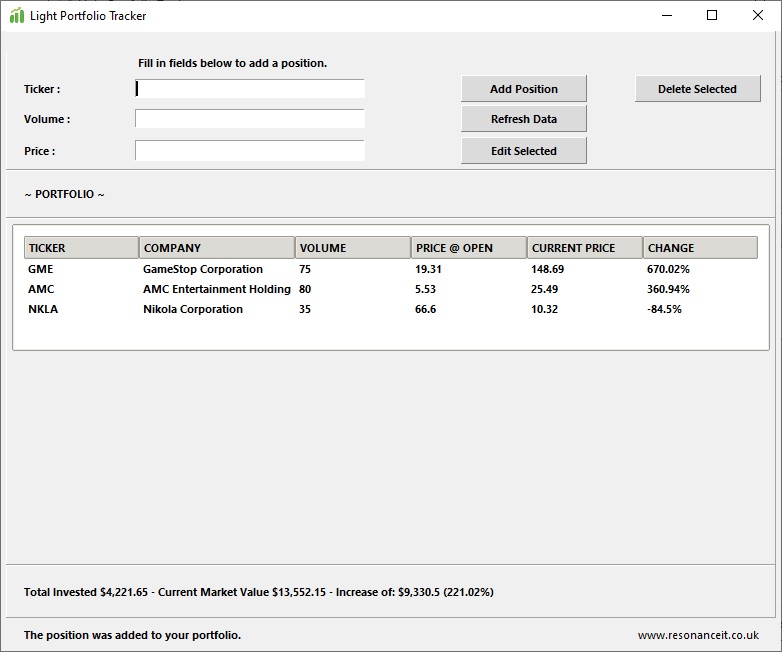 Light Portfolio Tracker
Fill in fields below to add a position.
Ticker : Add Position Delete Selected
Volume : Refresh Data
Price : Edit Selected
~ PORTFOLIO ~
TICKER COMPANY VOLUME PRICE @ OPEN CURRENT PRICE CHANGE
GME GameStop Corporation 75 19.31 148.69 670.02%
AMC AMC Entertainment Holding 80 5.53 25.49 360.94%
NKLA Nikola Corporation 35 66.6 10.32 -84.5%
Total Invested $4,221.65 - Current Market Value $13,552.15 - Increase of: $9,330.5 (221.02%)
The position was added to your portfolio. www.resonanceit.co.uk